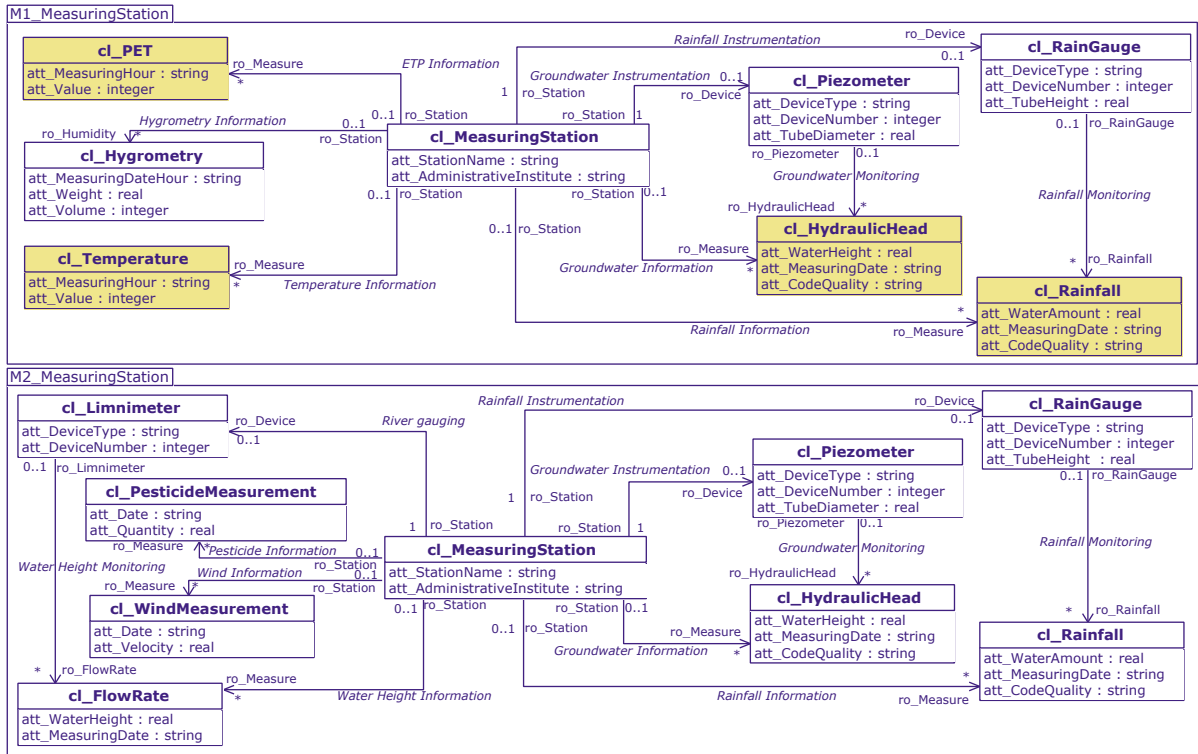 M1_MeasuringStation
cl_PET
att_MeasuringHour : string
att_Value : integer
ro_Measure
*
ETP Information
0..1
ro_Station
Rainfall Instrumentation
1
ro_Station
ro_Device
0..1
cl_RainGauge
att_DeviceType : string
att_DeviceNumber : integer
att_TubeHeight : real
0..1
ro_RainGauge
Groundwater Instrumentation
0..1
ro_Device
ro_Station
1
cl_Piezometer
att_DeviceType : string
att_DeviceNumber : integer
att_TubeDiameter : real
ro_Piezometer
0..1
Groundwater Monitoring
ro_HydraulicHead
*
Hygrometry Information
ro_Humidity
*
0..1
ro_Station
cl_Hygrometry
att_MeasuringDateHour : string
att_Weight : real
att_Volume : integer
cl_MeasuringStation
att_StationName : string
att_AdministrativeInstitute : string
0..1
ro_Station
0..1
ro_Station
ro_Station
0..1
Rainfall Monitoring
cl_HydraulicHead
att_WaterHeight : real
att_MeasuringDate : string
att_CodeQuality : string
ro_Measure
*
Groundwater Information
cl_Temperature
att_MeasuringHour : string
att_Value : integer
ro_Measure
*
Temperature Information
*
ro_Rainfall
cl_Rainfall
att_WaterAmount : real
att_MeasuringDate : string
att_CodeQuality : string
*
ro_Measure
Rainfall Information
M2_MeasuringStation
cl_Limnimeter
att_DeviceType : string
att_DeviceNumber : integer
0..1
ro_Limnimeter
ro_Device
0..1
River gauging
1
ro_Station
Rainfall Instrumentation
1
ro_Station
ro_Device
0..1
cl_RainGauge
att_DeviceType : string
att_DeviceNumber : integer
att_TubeHeight : real
0..1
ro_RainGauge
Groundwater Instrumentation
0..1
ro_Device
ro_Station
1
cl_Piezometer
att_DeviceType : string
att_DeviceNumber : integer
att_TubeDiameter : real
ro_Piezometer
0..1
Groundwater Monitoring
ro_HydraulicHead
*
cl_PesticideMeasurement
att_Date : string
att_Quantity : real
ro_Measure
*
Pesticide Information
0..1
ro_Station
Water Height Monitoring
Wind Information
0..1
ro_Station
ro_Measure
*
cl_MeasuringStation
att_StationName : string
att_AdministrativeInstitute : string
0..1
ro_Station
0..1
ro_Station
ro_Station
0..1
Rainfall Monitoring
cl_WindMeasurement
att_Date : string
att_Velocity : real
cl_HydraulicHead
att_WaterHeight : real
att_MeasuringDate : string
att_CodeQuality : string
ro_Measure
*
Groundwater Information
*
ro_Rainfall
cl_Rainfall
att_WaterAmount : real
att_MeasuringDate : string
att_CodeQuality : string
*
ro_FlowRate
cl_FlowRate
att_WaterHeight : real
att_MeasuringDate : string
ro_Measure
*
Water Height Information
Rainfall Information
*
ro_Measure